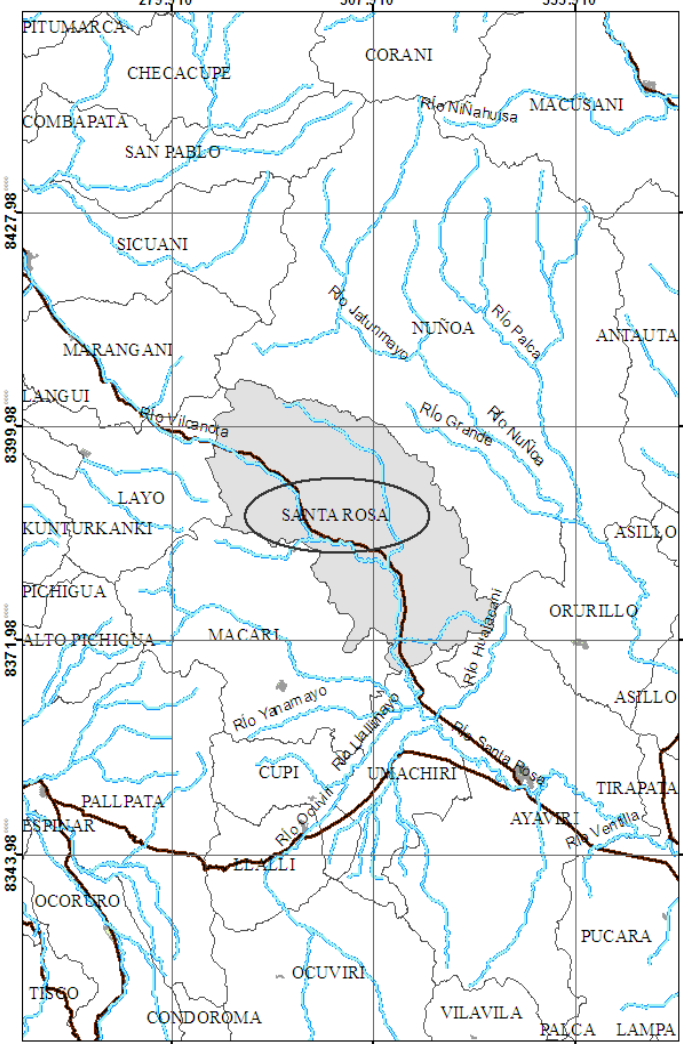 PITUMARCA
CORANI
CHECACUPE
Río NiÑahuisa
MACUSANI
COMBAPATA
SAN PABLO
8427.98
SICUANI
Río Jatunmayo
NUÑOA
Río Palca
ANTAUTA
MARANGANI
LANGUI
8399.98
Río Vilcanota
Río Grande
Río NuÑoa
LAYO
SANTA ROSA
KUNTURKANKI
ASILLO
PICHIGUA
ORURILLO
8371.98
ALTO PICHIGUA
MACARI
Río Huajacani
ASILLO
Río Yanamayo
Río Llallimayo
Río Santa Rosa
CUPI
UMACHIRI
TIRAPATA
PALLPATA
Río Ocuviri
AYAVIRI
ESPINAR
Río Verilla
8343.98
LLALLI
OCORURO
PUCARA
OCUVIRI
TISCO
CONDOROMA
VILAVILA
PALCA
LAMPA